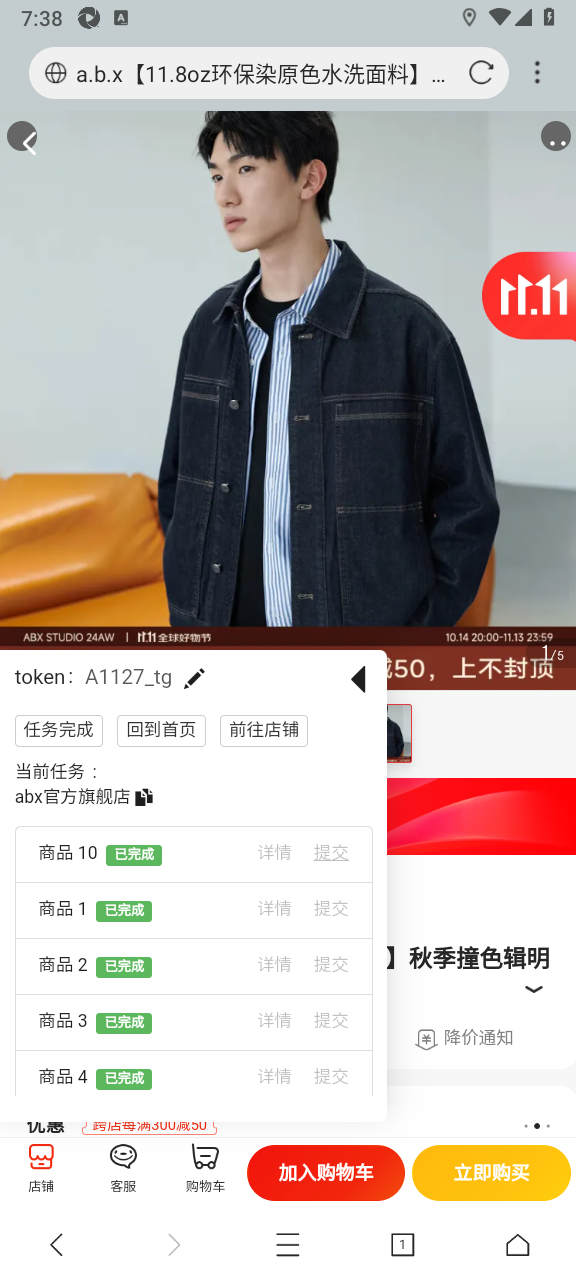 7:38
a.b.x【11.8oz环保染原色水洗面料】...
11.11
ABX STUDIO 24AW | 11.11全球好物节
10.14 20:00-11.13 23:59
50，上不封顶
1/5
token： A1127_tg
任务完成 回到首页 前往店铺
当前任务 ：
abx官方旗舰店
商品 10 已完成 详情 提交
商品 1 已完成 详情 提交
商品 2 已完成 详情 提交
】秋季撞色辑明
商品 3 已完成 详情 提交
降价通知
商品 4 已完成 详情 提交
优惠 跨店每满300减50
店铺 客服 购物车 加入购物车 立即购买
1